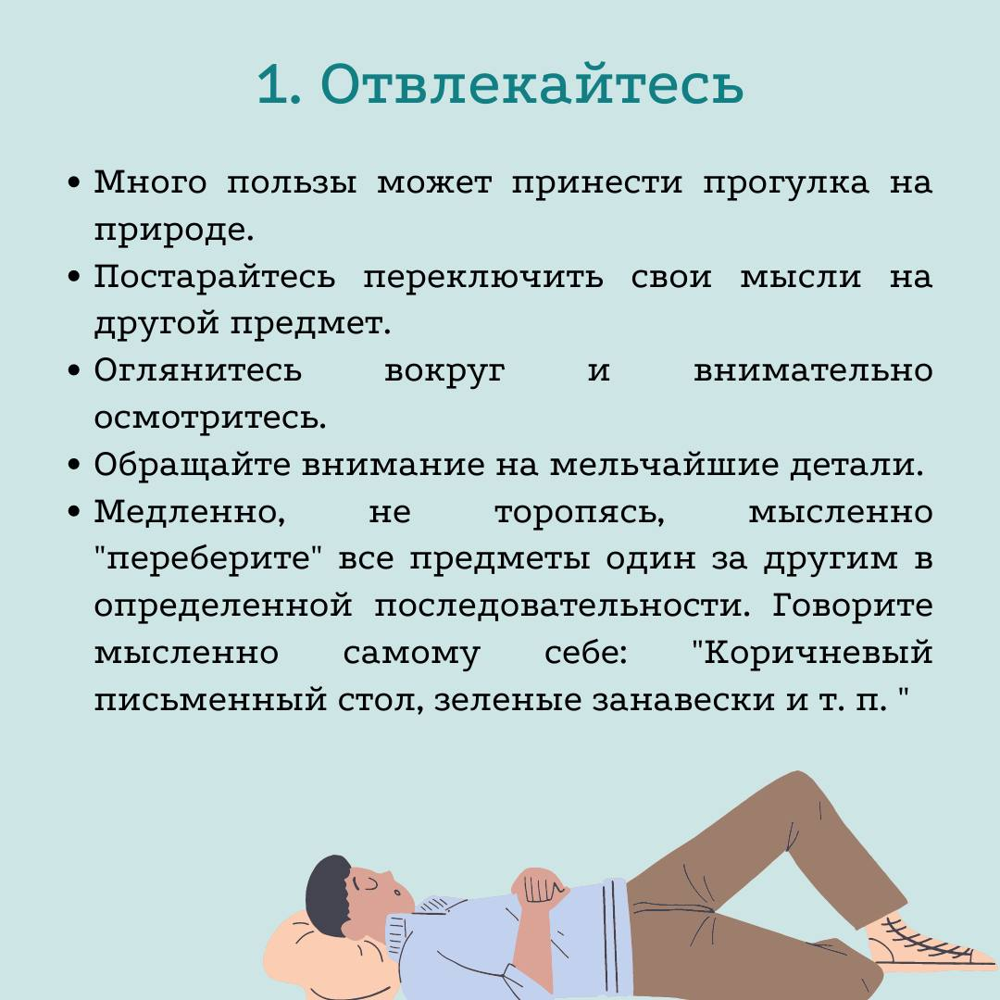 1. Отвлекайтесь
• Много пользы может принести прогулка на
природе.
• Постарайтесь переключить свои мысли на
другой предмет.
• Оглянитесь вокруг и внимательно
осмотритесь.
• Обращайте внимание на мельчайшие детали.
• Медленно, не торопясь, мысленно
"переберите" все предметы один за другим в
определенной последовательности. Говорите
мысленно самому себе: "Коричневый
письменный стол, зеленые занавески и т. п. "